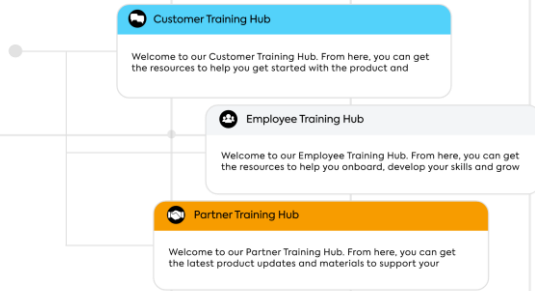 Customer Training Hub
Welcome to our Customer Training Hub. From here, you can get
the resources to help you get started with the product and
Employee Training Hub
Welcome to our Employee Training Hub. From here, you can get
the resources to help you onboard, develop your skills and grow
Partner Training Hub
Welcome to our Partner Training Hub. From here, you can get
the latest product updates and materials to support your